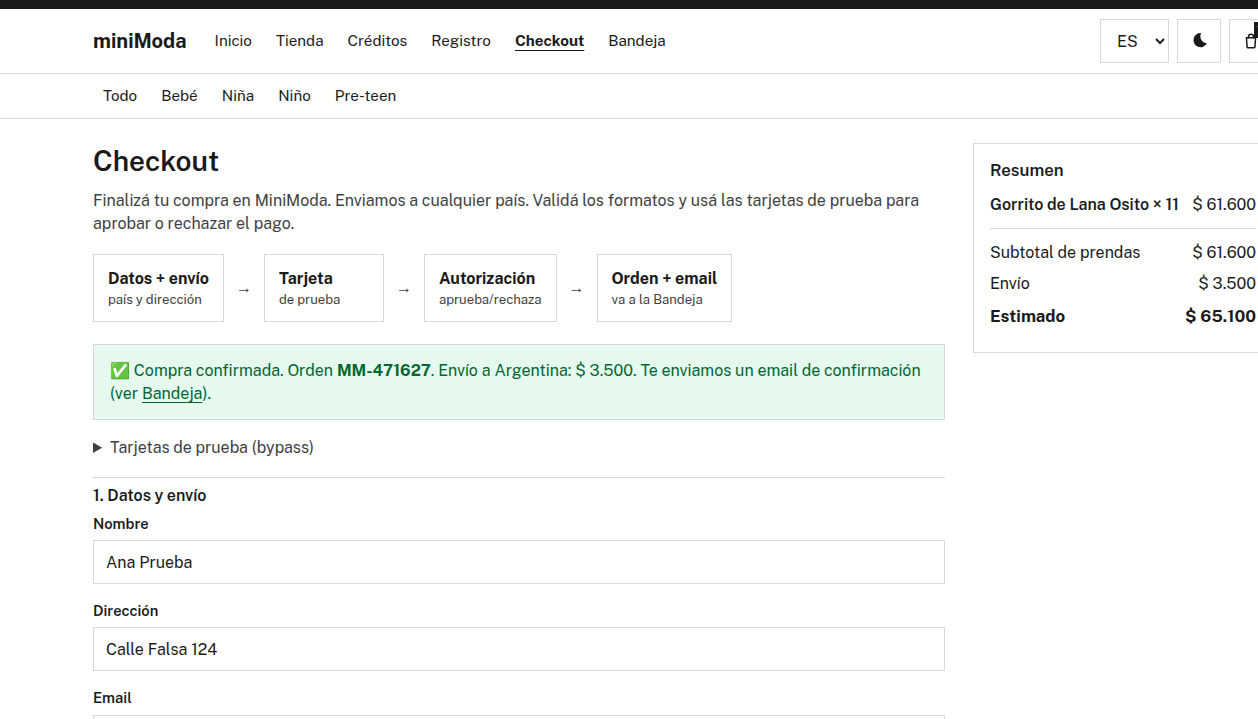 miniModa Inicio Tienda Créditos Registro Checkout Bandeja ES
Todo Bebé Niña Niño Pre-teen
Checkout
Finalizá tu compra en MiniModa. Enviamos a cualquier país. Validá los formatos y usá las tarjetas de prueba para
aprobar o rechazar el pago.
Datos + envío
país y dirección
→
Tarjeta
de prueba
→
Autorización
aprueba/rechaza
→
Orden + email
va a la Bandeja
✅ Compra confirmada. Orden MM-471627. Envío a Argentina: $ 3.500. Te enviamos un email de confirmación
(ver Bandeja).
▶ Tarjetas de prueba (bypass)
1. Datos y envío
Nombre
Ana Prueba
Dirección
Calle Falsa 124
Email
Resumen
Gorrito de Lana Osito × 11 $ 61.600
Subtotal de prendas $ 61.600
Envío $ 3.500
Estimado $ 65.100